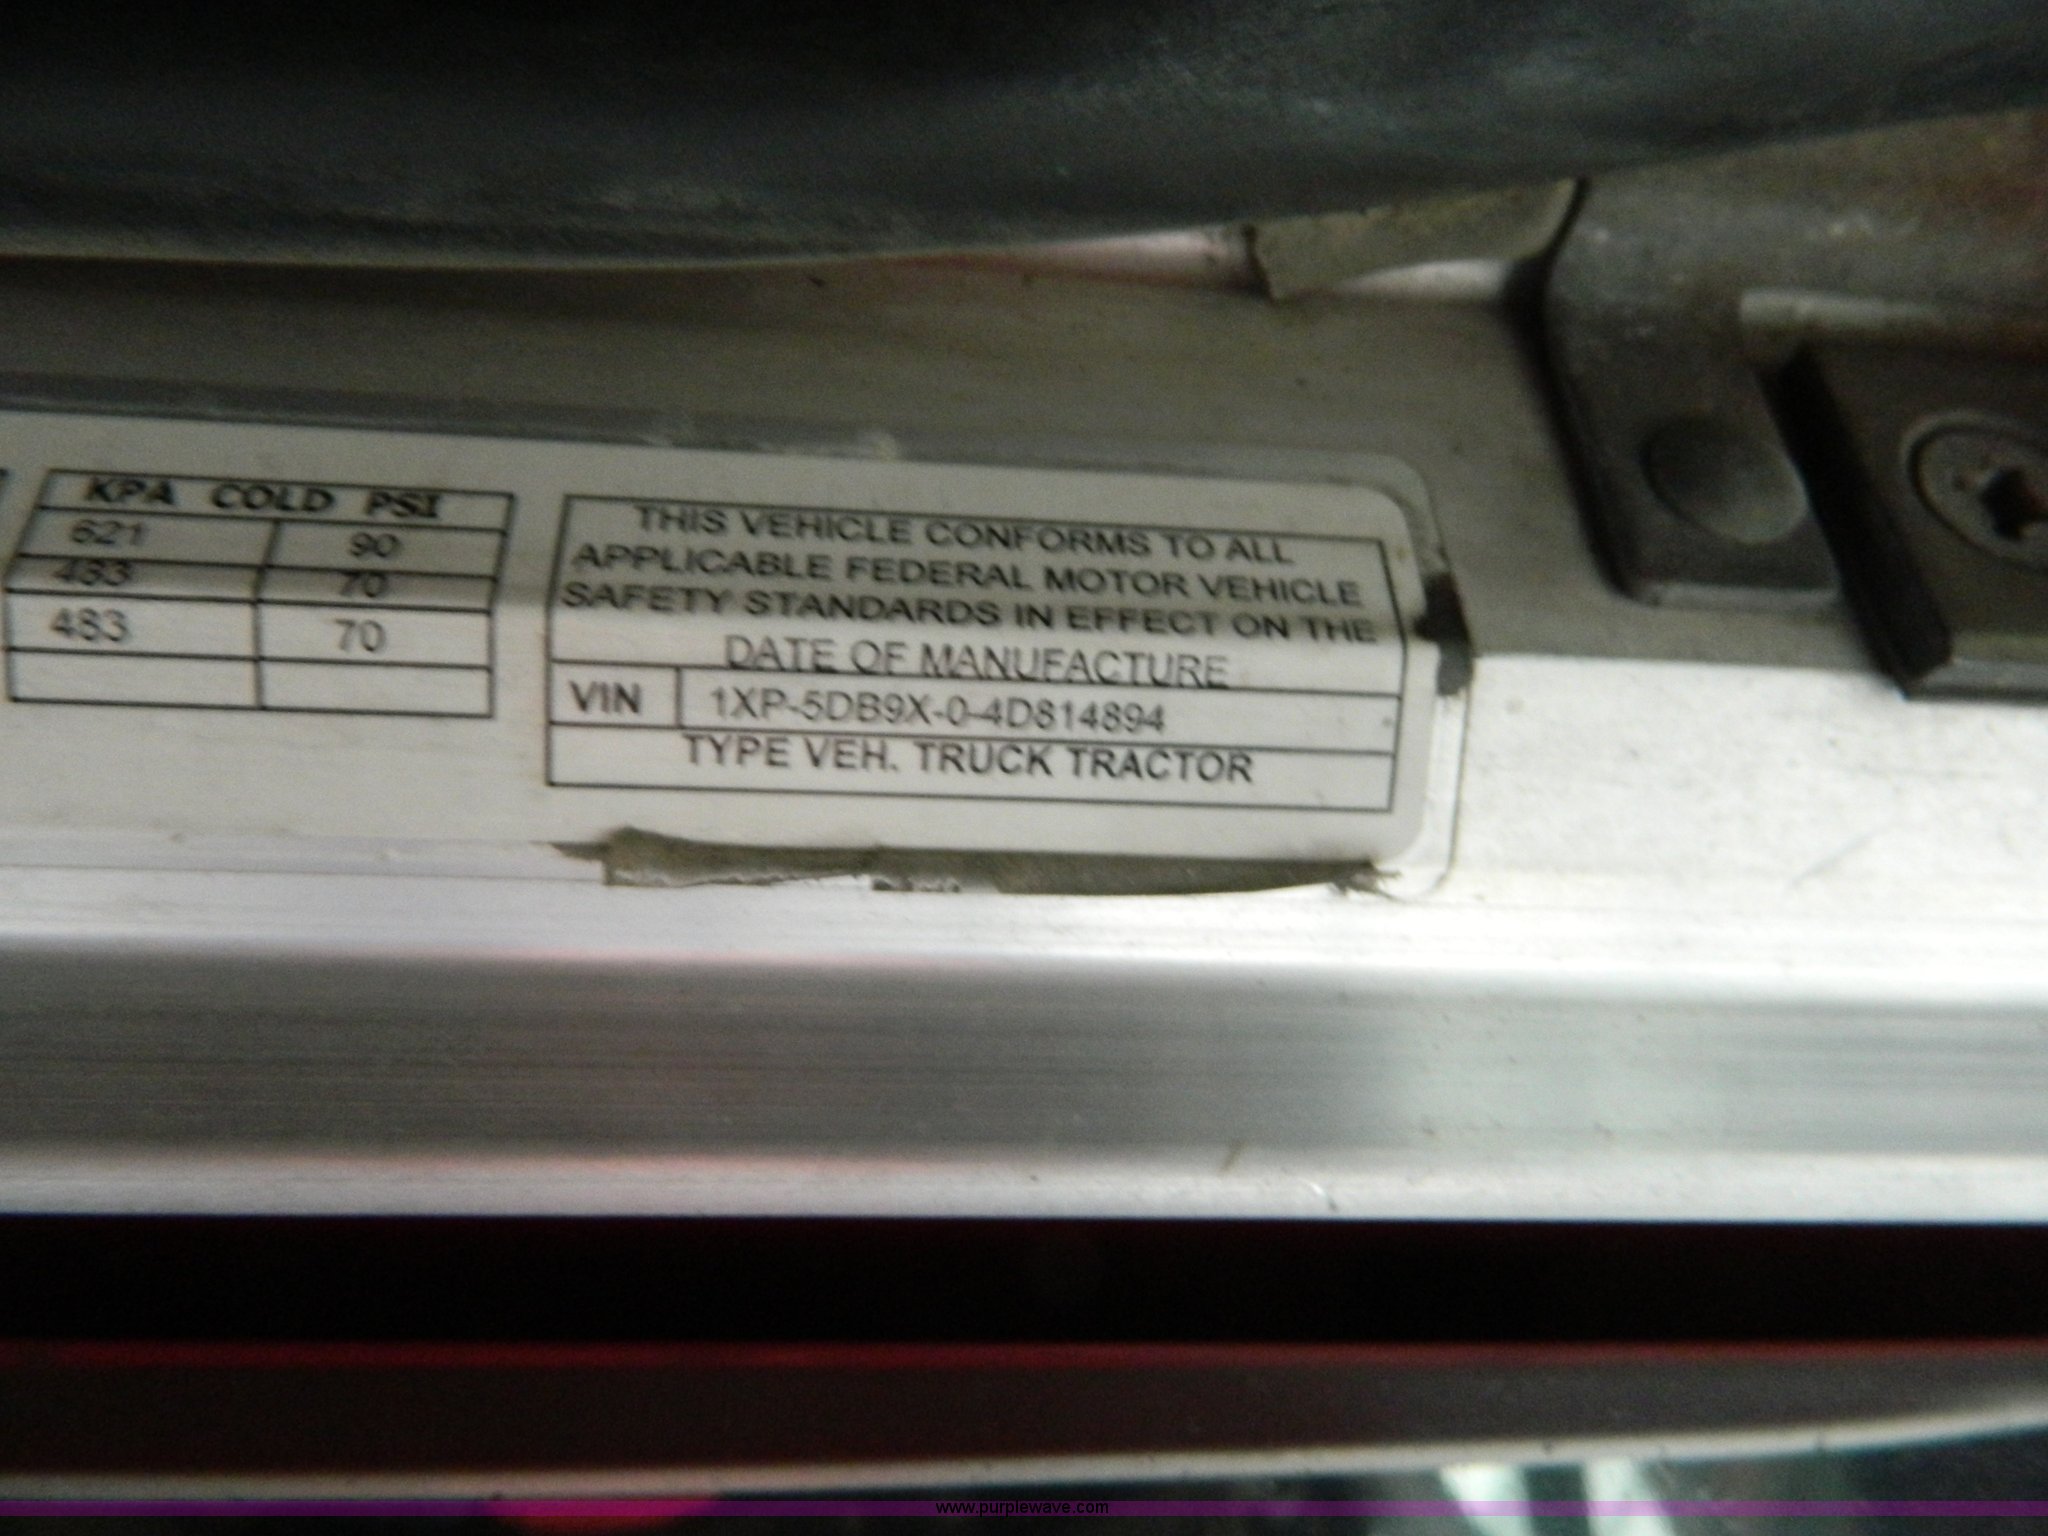 KPA COLD PSI
621 90
483 70
483 70
THIS VEHICLE CONFORMS TO ALL
APPLICABLE FEDERAL MOTOR VEHICLE
SAFETY STANDARDS IN EFFECT ON THE
DATE OF MANUFACTURE
VIN 1XP-5DB9X-0-4D814894
TYPE VEH. TRUCK TRACTOR
www.purplewave.com